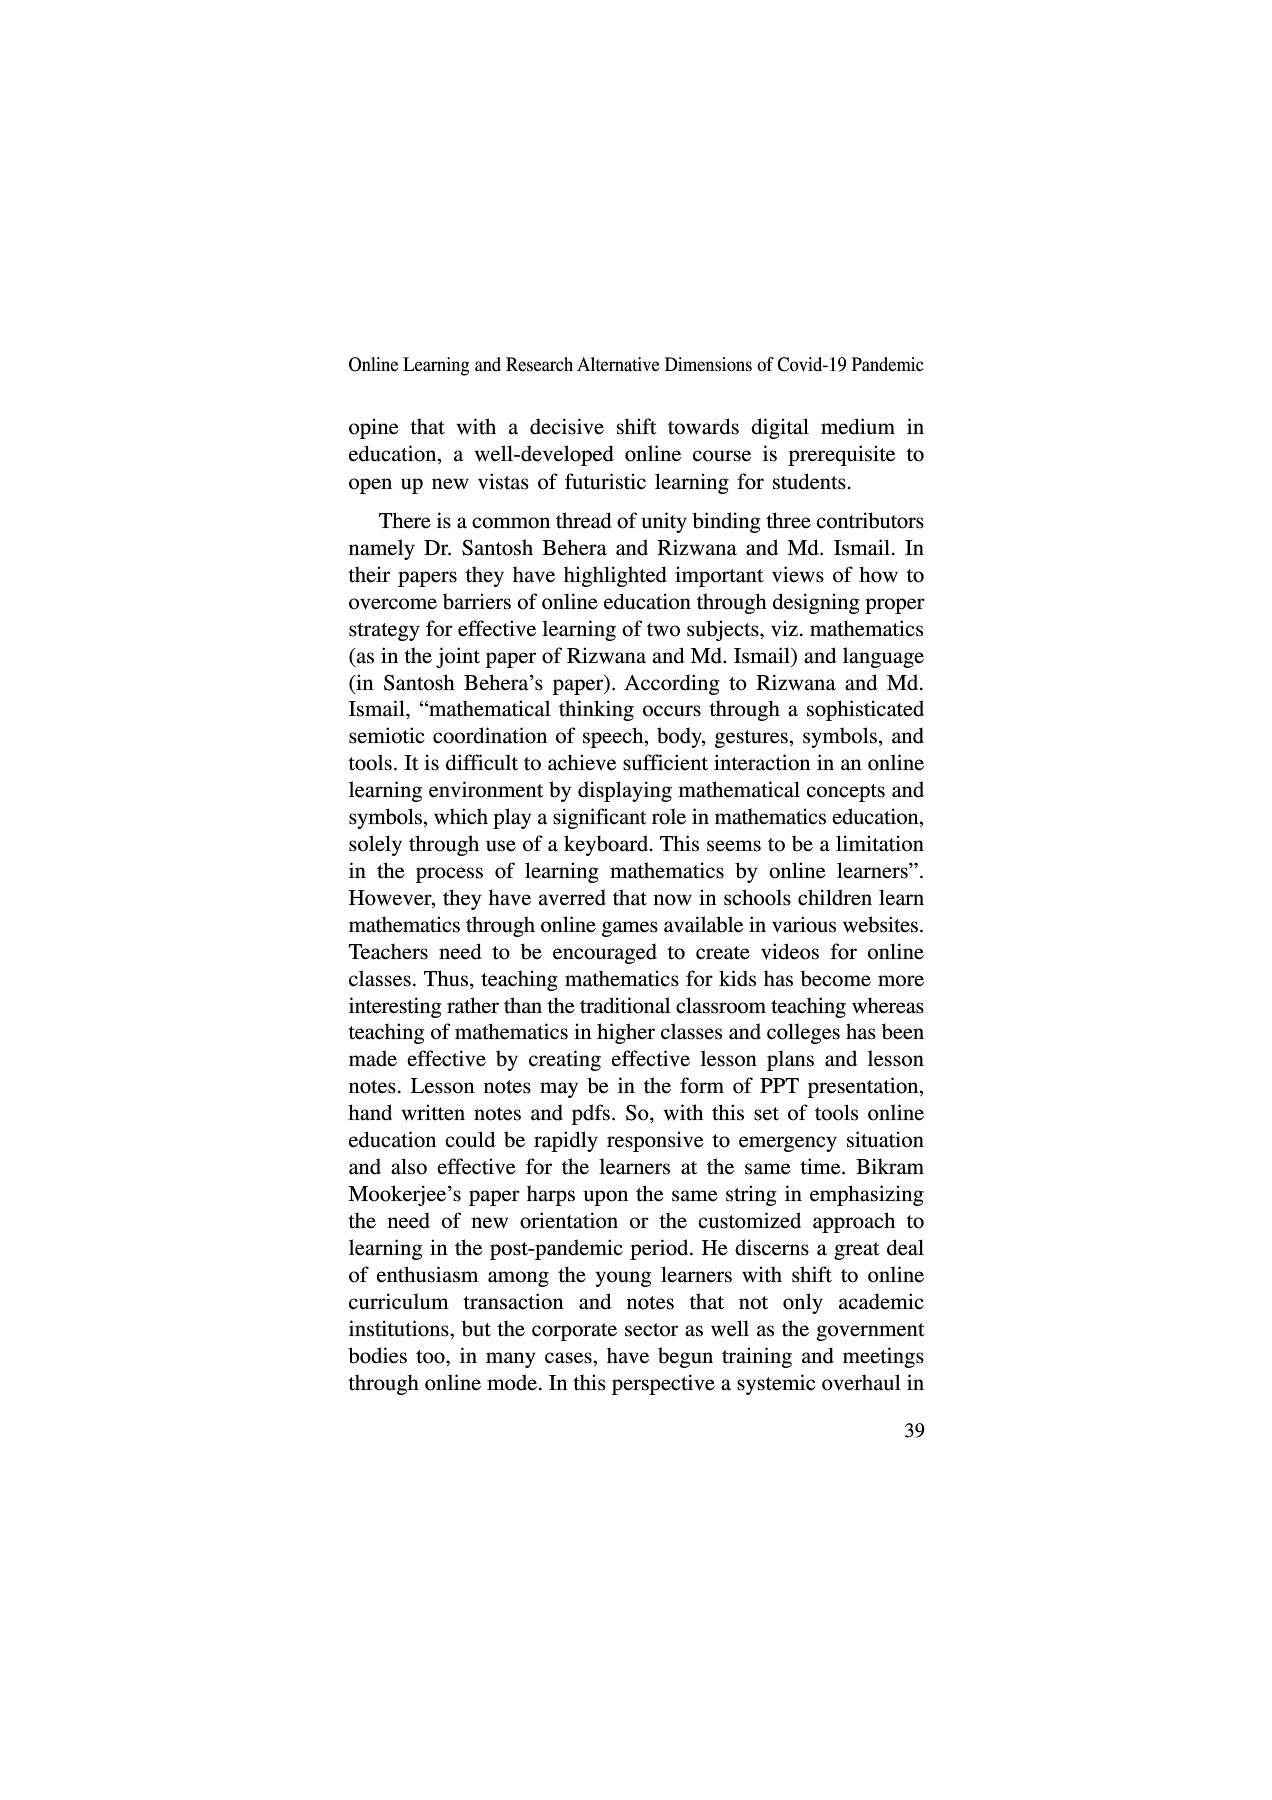 Online Learning and Research Alternative Dimensions of Covid-19 Pandemic
opine that with a decisive shift towards digital medium in
education, a well-developed online course is prerequisite to
open up new vistas of futuristic learning for students.
There is a common thread of unity binding three contributors
namely Dr. Santosh Behera and Rizwana and Md. Ismail. In
their papers they have highlighted important views of how to
overcome barriers of online education through designing proper
strategy for effective learning of two subjects, viz. mathematics
(as in the joint paper of Rizwana and Md. Ismail) and language
(in Santosh Behera’s paper). According to Rizwana and Md.
Ismail, “mathematical thinking occurs through a sophisticated
semiotic coordination of speech, body, gestures, symbols, and
tools. It is difficult to achieve sufficient interaction in an online
learning environment by displaying mathematical concepts and
symbols, which play a significant role in mathematics education,
solely through use of a keyboard. This seems to be a limitation
in the process of learning mathematics by online learners”.
However, they have averred that now in schools children learn
mathematics through online games available in various websites.
Teachers need to be encouraged to create videos for online
classes. Thus, teaching mathematics for kids has become more
interesting rather than the traditional classroom teaching whereas
teaching of mathematics in higher classes and colleges has been
made effective by creating effective lesson plans and lesson
notes. Lesson notes may be in the form of PPT presentation,
hand written notes and pdfs. So, with this set of tools online
education could be rapidly responsive to emergency situation
and also effective for the learners at the same time. Bikram
Mookerjee’s paper harps upon the same string in emphasizing
the need of new orientation or the customized approach to
learning in the post-pandemic period. He discerns a great deal
of enthusiasm among the young learners with shift to online
curriculum transaction and notes that not only academic
institutions, but the corporate sector as well as the government
bodies too, in many cases, have begun training and meetings
through online mode. In this perspective a systemic overhaul in
39